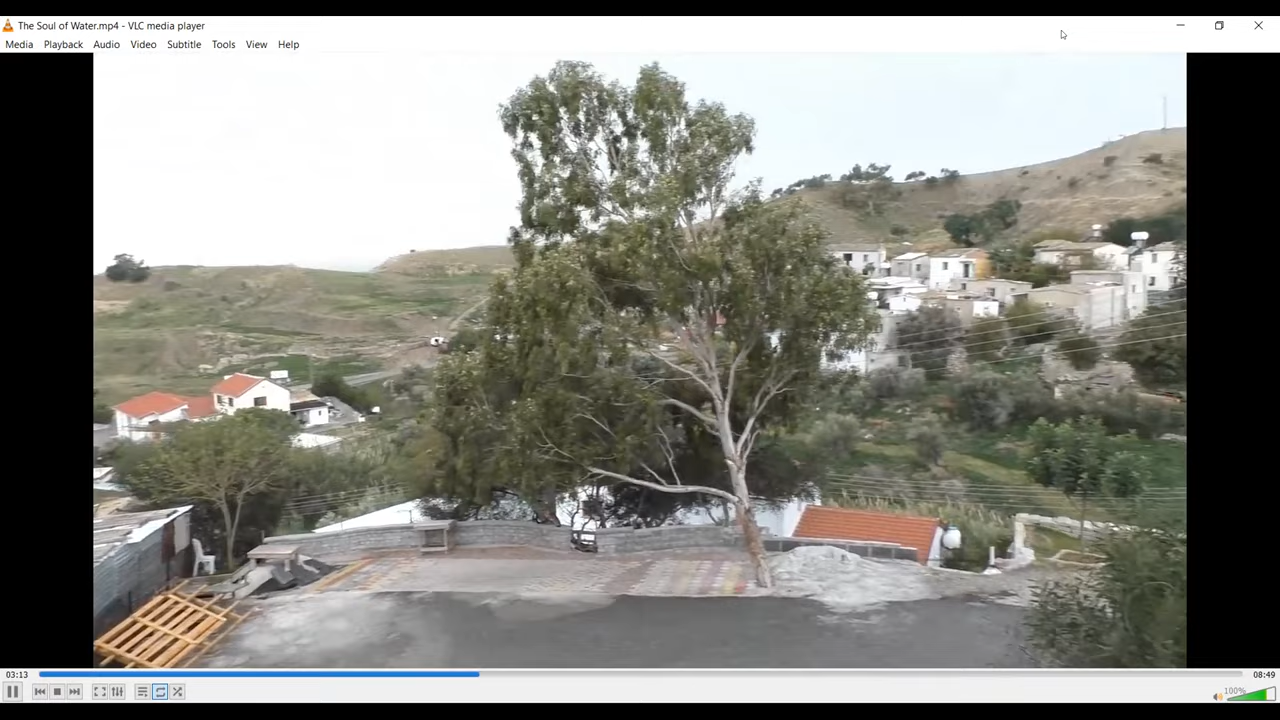 The Soul of Water.mp4 - VLC media player
Media Playback Audio Video Subtitle Tools View Help
03:13 08:49
100%